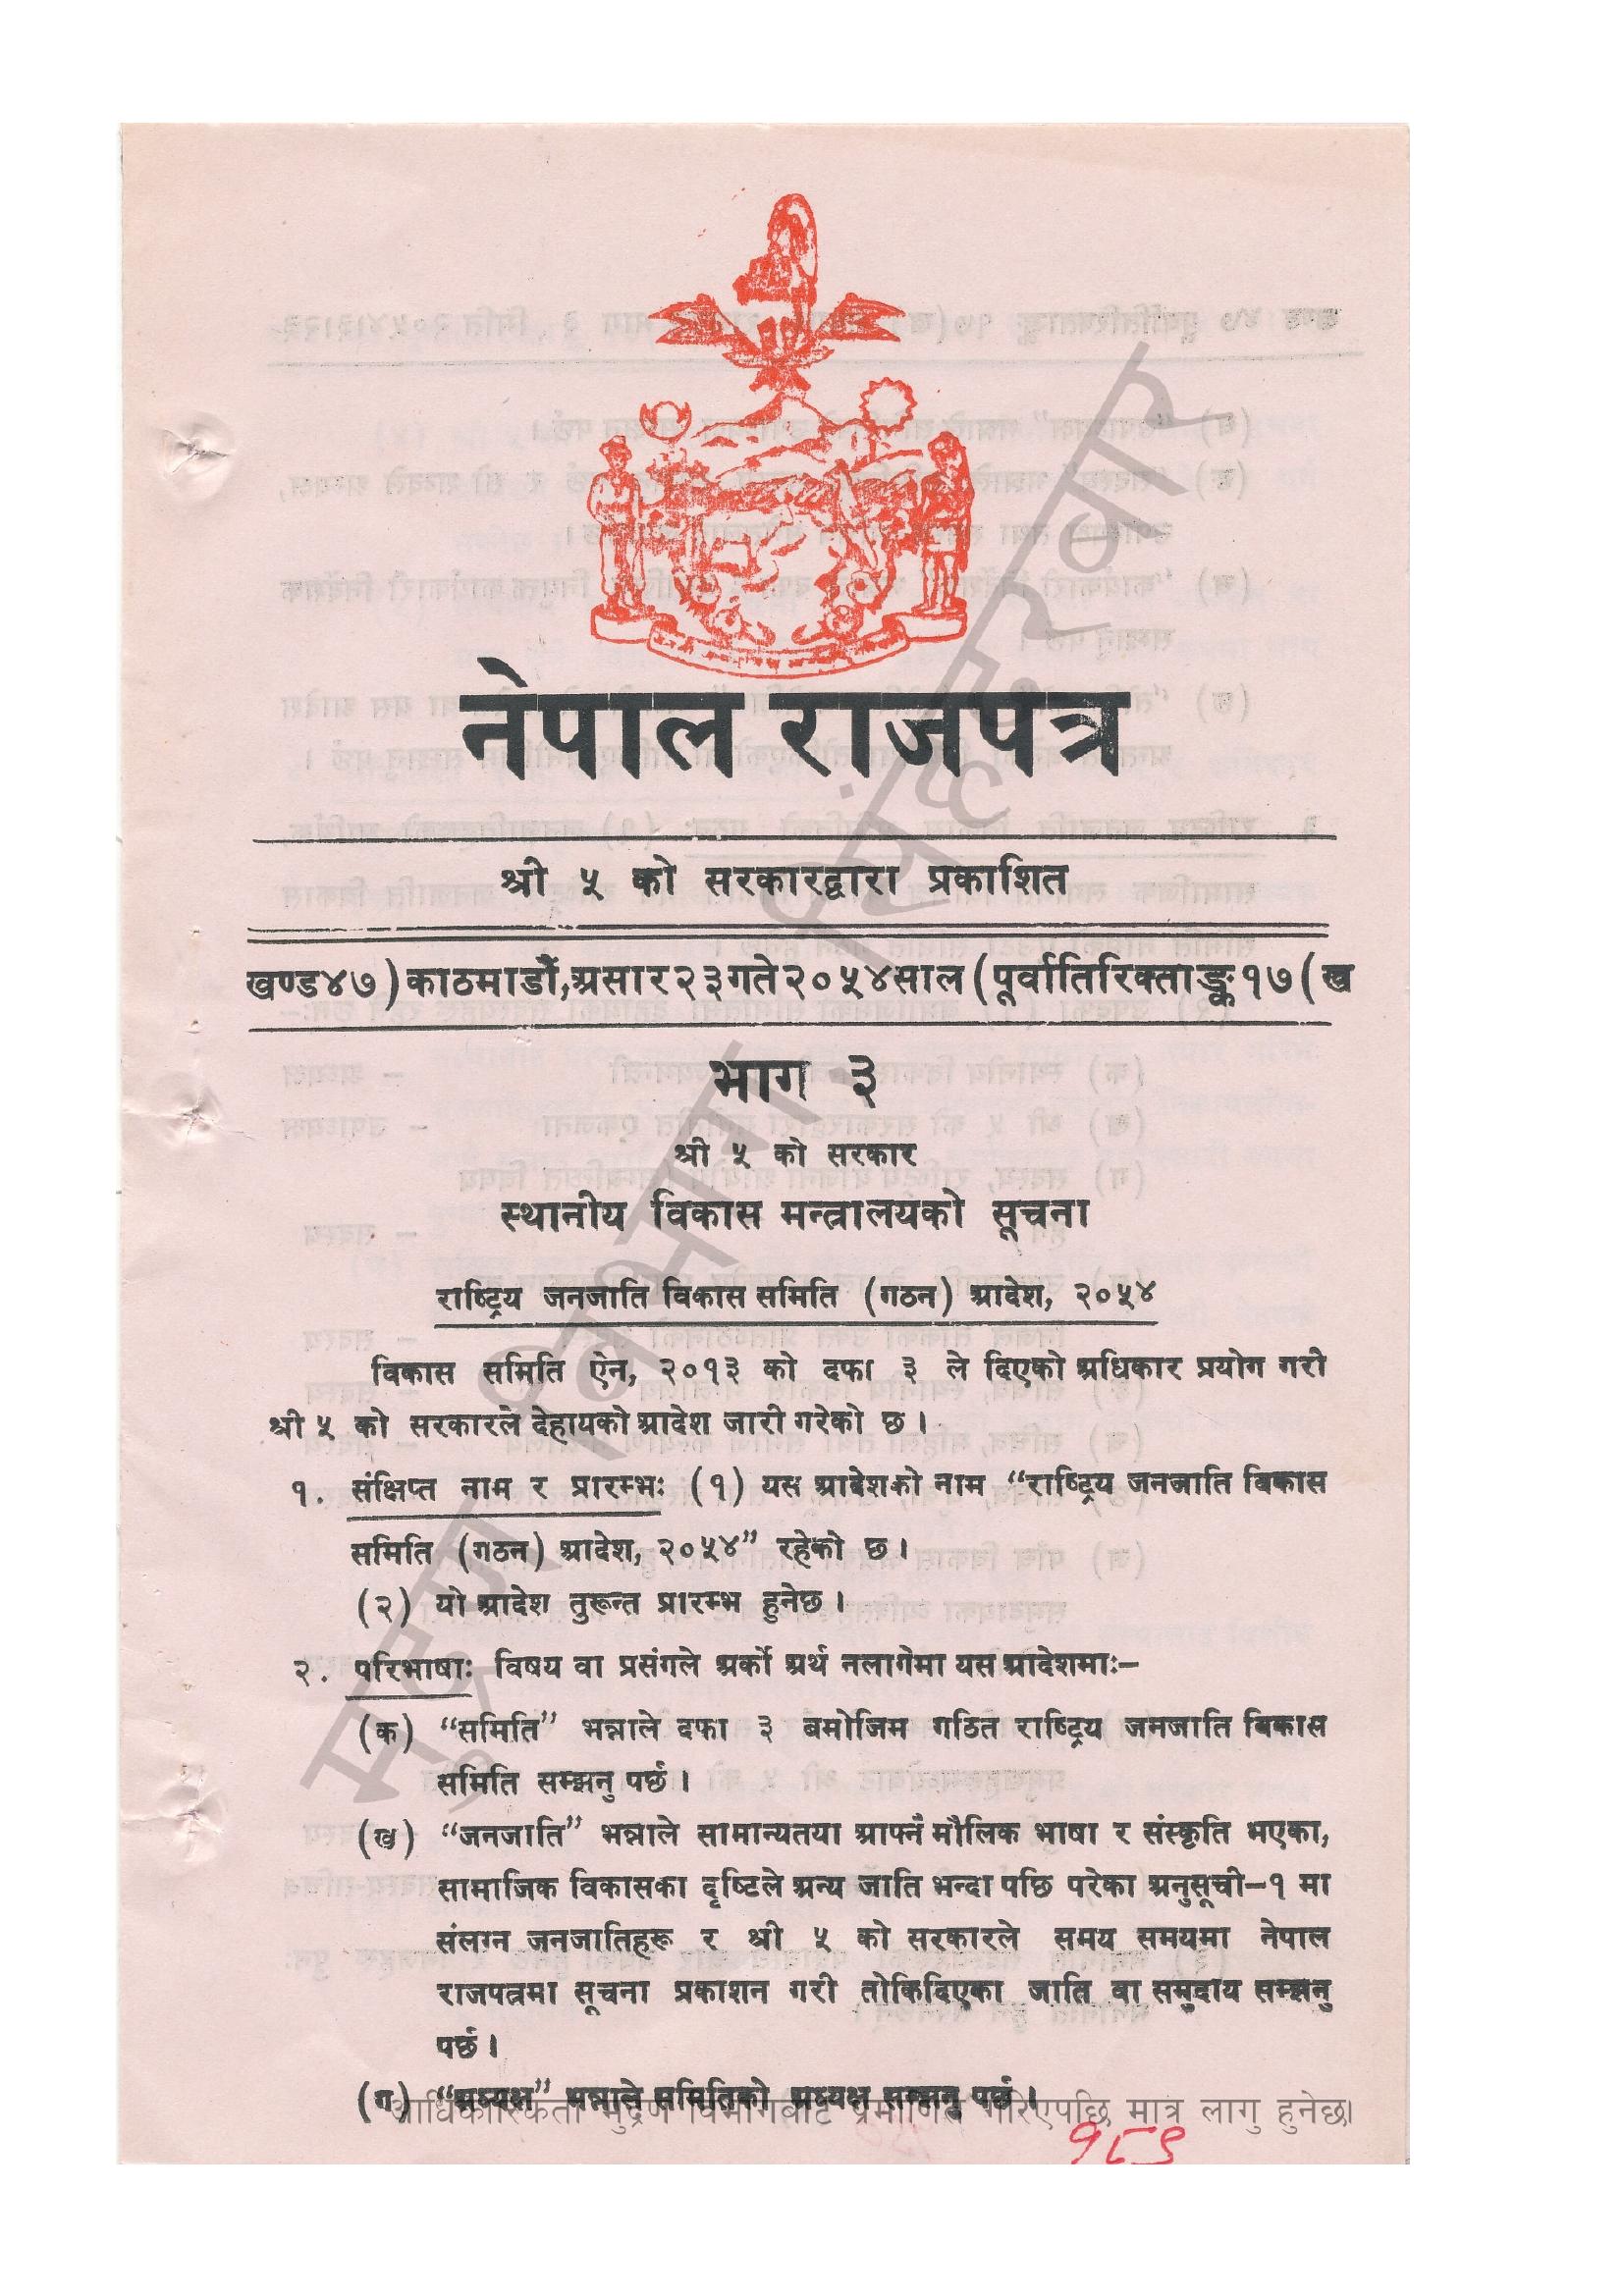 नेपाल राजपत्र
श्री ५ को सरकारद्वारा प्रकाशित
खण्ड ४७) काठमाडौं, असार २३ गते २०५४ साल (पूर्वातिरिक्ताङ्क १७ (ख
भाग ३
श्री ५ को सरकार
स्थानीय विकास मन्त्रालयको सूचना
राष्ट्रिय जनजाति विकास समिति (गठन) आदेश, २०५४
विकास समिति ऐन, २०१३ को दफा ३ ले दिएको अधिकार प्रयोग गरी
श्री ५ को सरकारले देहायको आदेश जारी गरेको छ ।
१. संक्षिप्त नाम र प्रारम्भः (१) यस आदेशको नाम “राष्ट्रिय जनजाति विकास
समिति (गठन) आदेश, २०५४” रहेको छ ।
(२) यो आदेश तुरून्त प्रारम्भ हुनेछ ।
२. परिभाषाः विषय वा प्रसंगले अर्को अर्थ नलागेमा यस आदेशमाः–
(क) “समिति” भन्नाले दफा ३ बमोजिम गठित राष्ट्रिय जमजाति विकास
समिति सम्झनु पर्छ ।
(ख) “जनजाति” भन्नाले सामान्यतया आफ्नै मौलिक भाषा र संस्कृति भएका,
सामाजिक विकासका दृष्टिले अन्य जाति भन्दा पछि परेका अनुसूची–१ मा
संलग्न जनजातिहरू र श्री ५ को सरकारले समय समयमा नेपाल
राजपत्रमा सूचना प्रकाशन गरी तोकिदिएका जाति वा समुदाय सम्झनु
पर्छ ।
(ग) “अध्यक्ष” भन्नाले समितिको अध्यक्ष सम्झनु पर्छ ।
आधिकारिकता मुद्रण विभागबाट प्रमाणित गरिएपछि मात्र लागु हुनेछ।